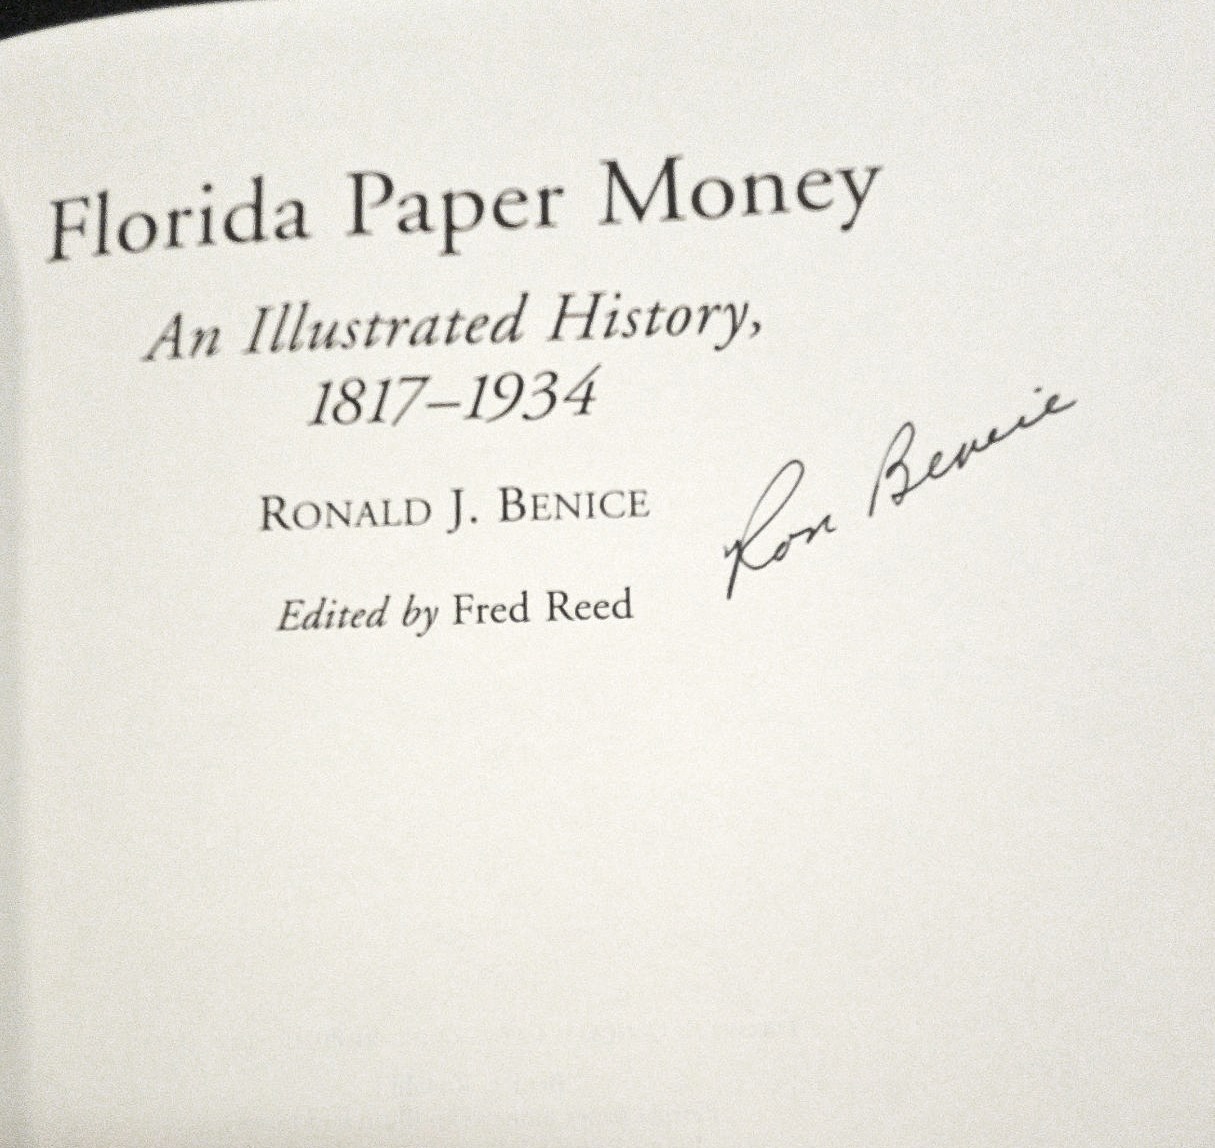 Florida Paper Money
An Illustrated History,
1817–1934
RONALD J. BENICE
Edited by Fred Reed
Ron Benice